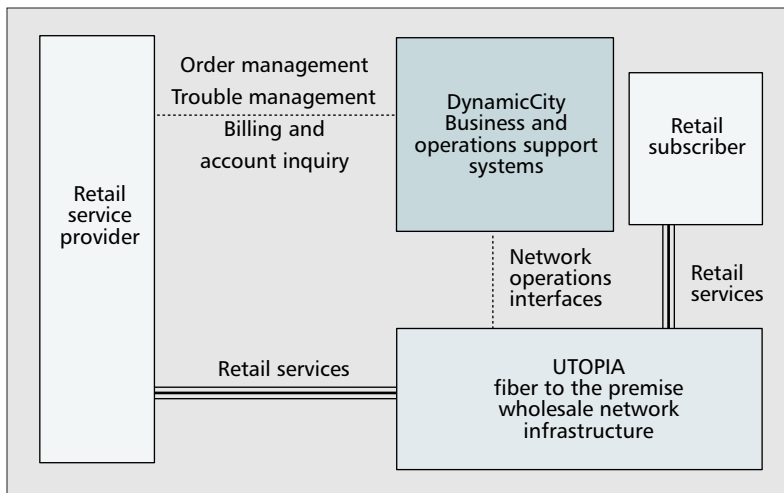 Order management
Trouble management
Billing and
account inquiry
DynamicCity
Business and
operations support
systems
Retail
subscriber
Retail
service
provider
Network
operations
interfaces
Retail
services
Retail services
UTOPIA
fiber to the premise
wholesale network
infrastructure